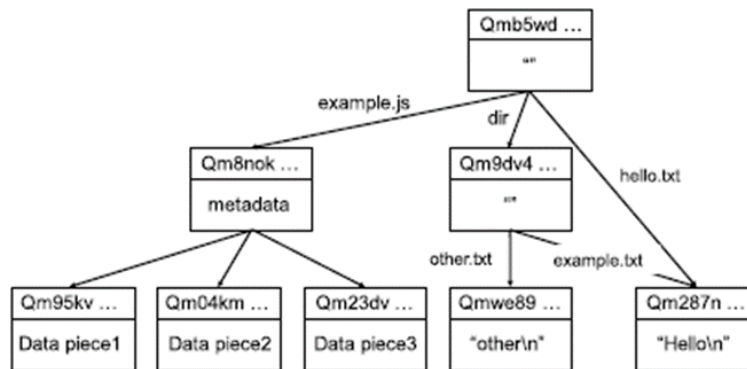 Qmb5wd ...
“”
example.js
dir
hello.txt
Qm8nok ...
metadata
Qm9dv4 ...
“”
other.txt
example.txt
Qm95kv ...
Data piece1
Qm04km ...
Data piece2
Qm23dv ...
Data piece3
Qmwe89 ...
“other\n”
Qm287n ...
“Hello\n”